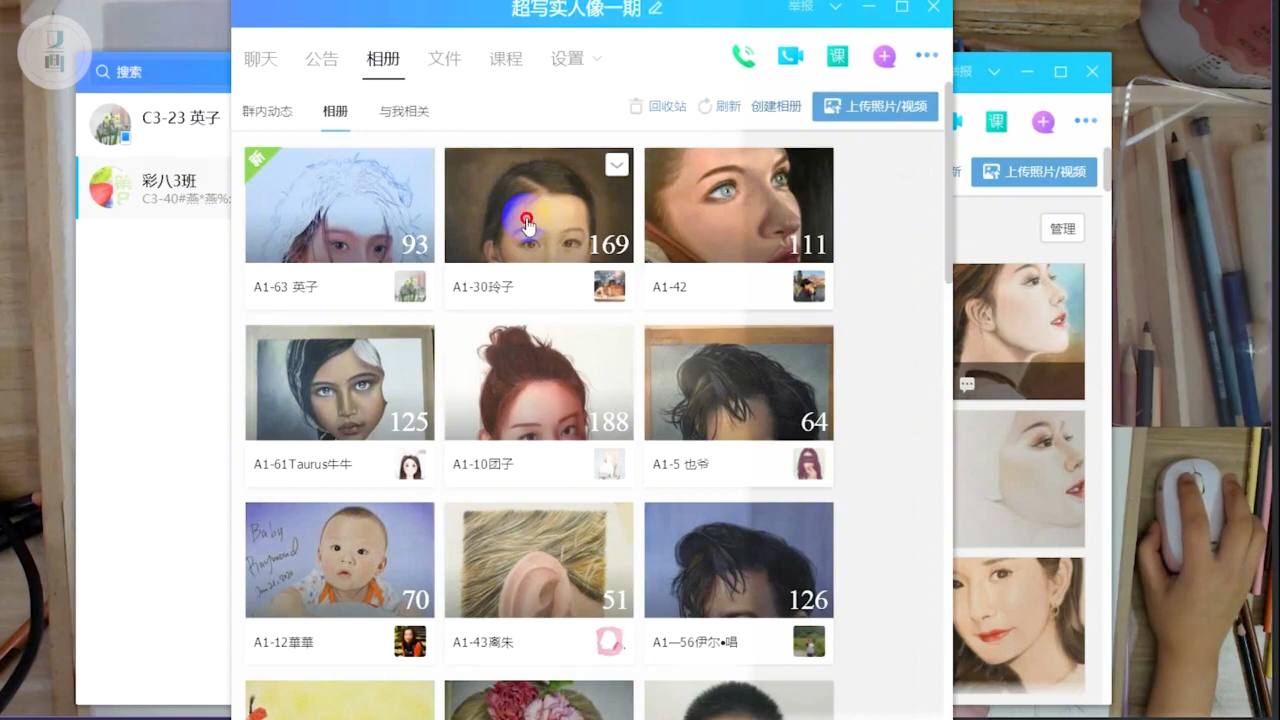 超写实人像一期
举报
搜索
聊天
公告
相册
文件
课程
设置
课
举报
课
C3-23 英子
群内动态
相册
与我相关
回收站
刷新
创建相册
上传照片/视频
彩八3班
C3-40#燕*燕%
新
上传照片/视频
新
93
169
111
管理
A1-63 英子
A1-30玲子
A1-42
125
188
64
A1-61Taurus牛牛
A1-10团子
A1-5 也爷
Baby
Raymond
70
51
126
A1-12華華
A1-43离朱
A1—56伊尔•唱